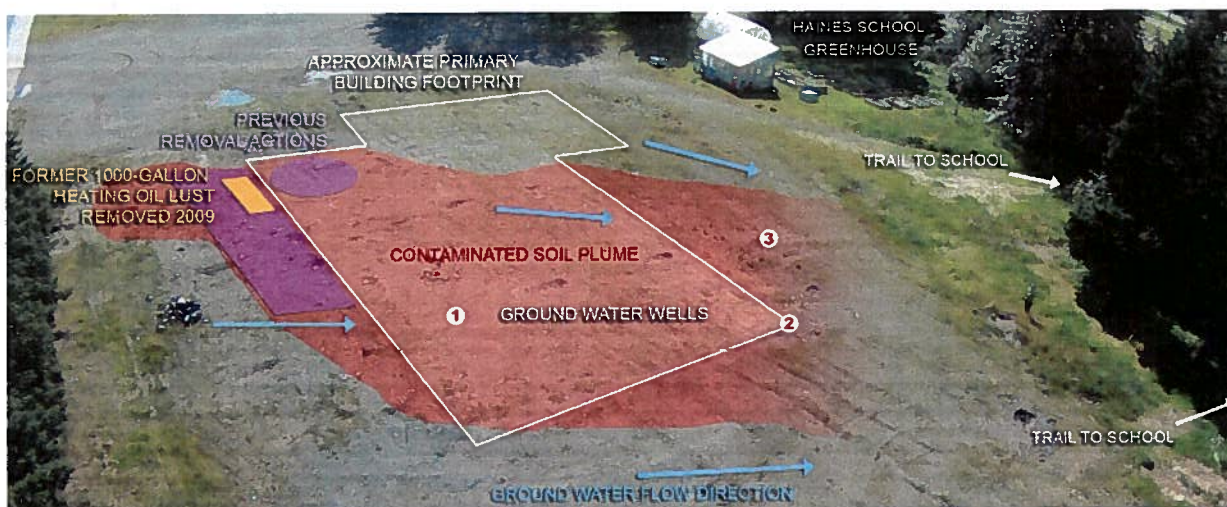 HAINES SCHOOL
GREENHOUSE
APPROXIMATE PRIMARY
BUILDING FOOTPRINT
PREVIOUS
REMOVAL ACTIONS
TRAIL TO SCHOOL
FORMER 1000-GALLON
HEATING OIL LUST
REMOVED 2009
3
CONTAMINATED SOIL PLUME
1
GROUND WATER WELLS
2
TRAIL TO SCHOOL
GROUND WATER FLOW DIRECTION